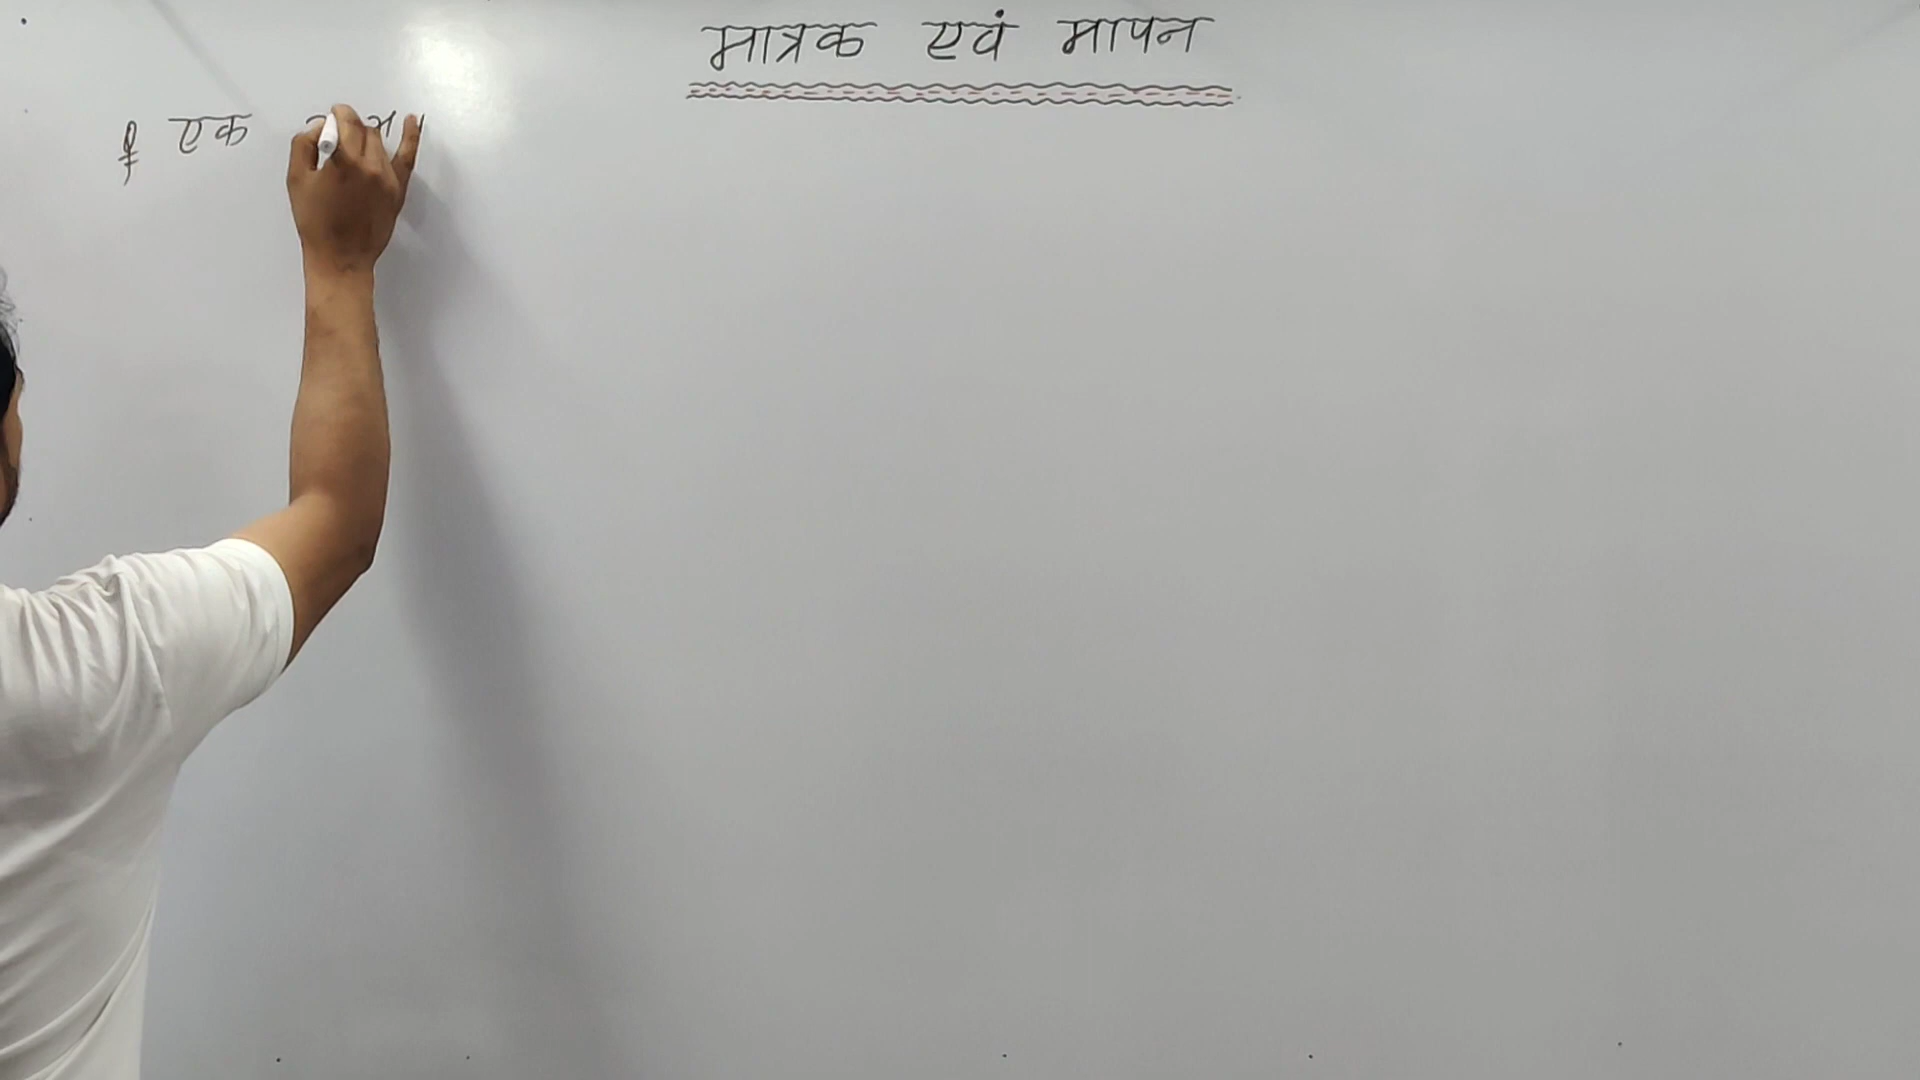 मात्रक एवं मापन
# एक